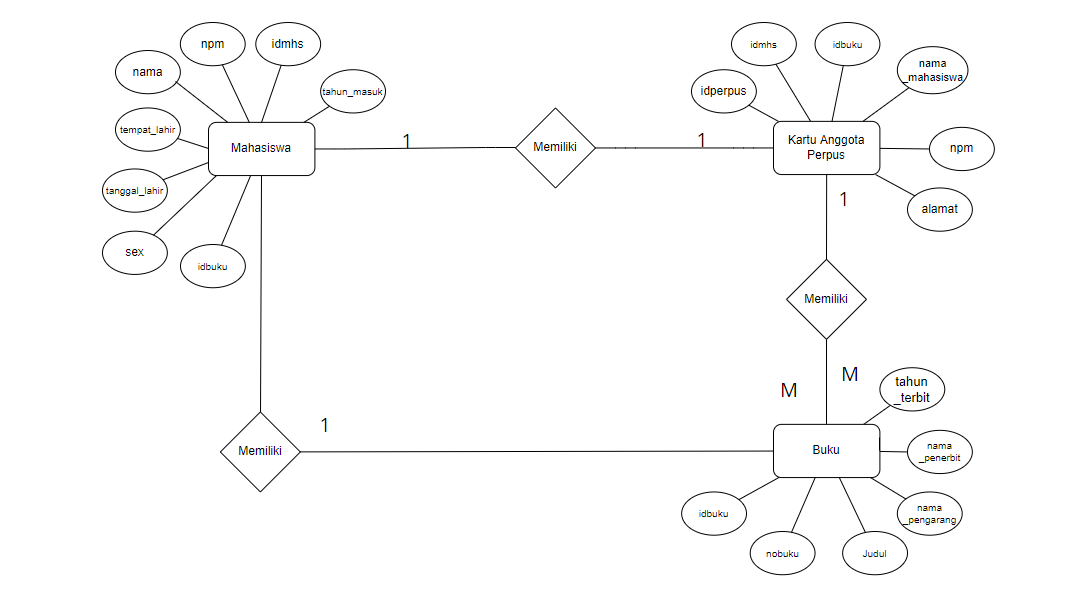 npm
idmhs
nama
tahun_masuk
tempat_lahir
Mahasiswa
tanggal_lahir
sex
idbuku
1
Memiliki
1
idmhs
idbuku
nama
_mahasiswa
idperpus
Kartu Anggota
Perpus
npm
alamat
1
Memiliki
M
M
Memiliki
1
Buku
tahun
_terbit
nama
_penerbit
nama
_pengarang
idbuku
nobuku
Judul